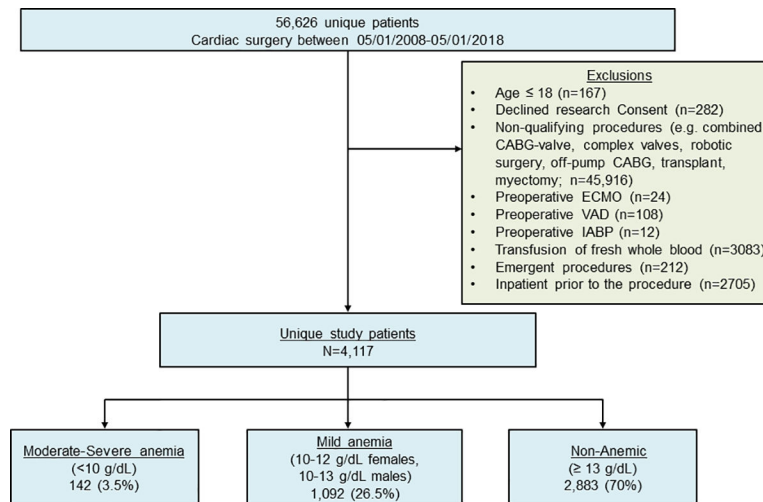 56,626 unique patients
Cardiac surgery between 05/01/2008-05/01/2018
Exclusions
• Age ≤ 18 (n=167)
• Declined research Consent (n=282)
• Non-qualifying procedures (e.g. combined
CABG-valve, complex valves, robotic
surgery, off-pump CABG, transplant,
myectomy; n=45,916)
• Preoperative ECMO (n=24)
• Preoperative VAD (n=108)
• Preoperative IABP (n=12)
• Transfusion of fresh whole blood (n=3083)
• Emergent procedures (n=212)
• Inpatient prior to the procedure (n=2705)
Unique study patients
N=4,117
Moderate-Severe anemia
(<10 g/dL)
142 (3.5%)
Mild anemia
(10-12 g/dL females,
10-13 g/dL males)
1,092 (26.5%)
Non-Anemic
(≥ 13 g/dL)
2,883 (70%)